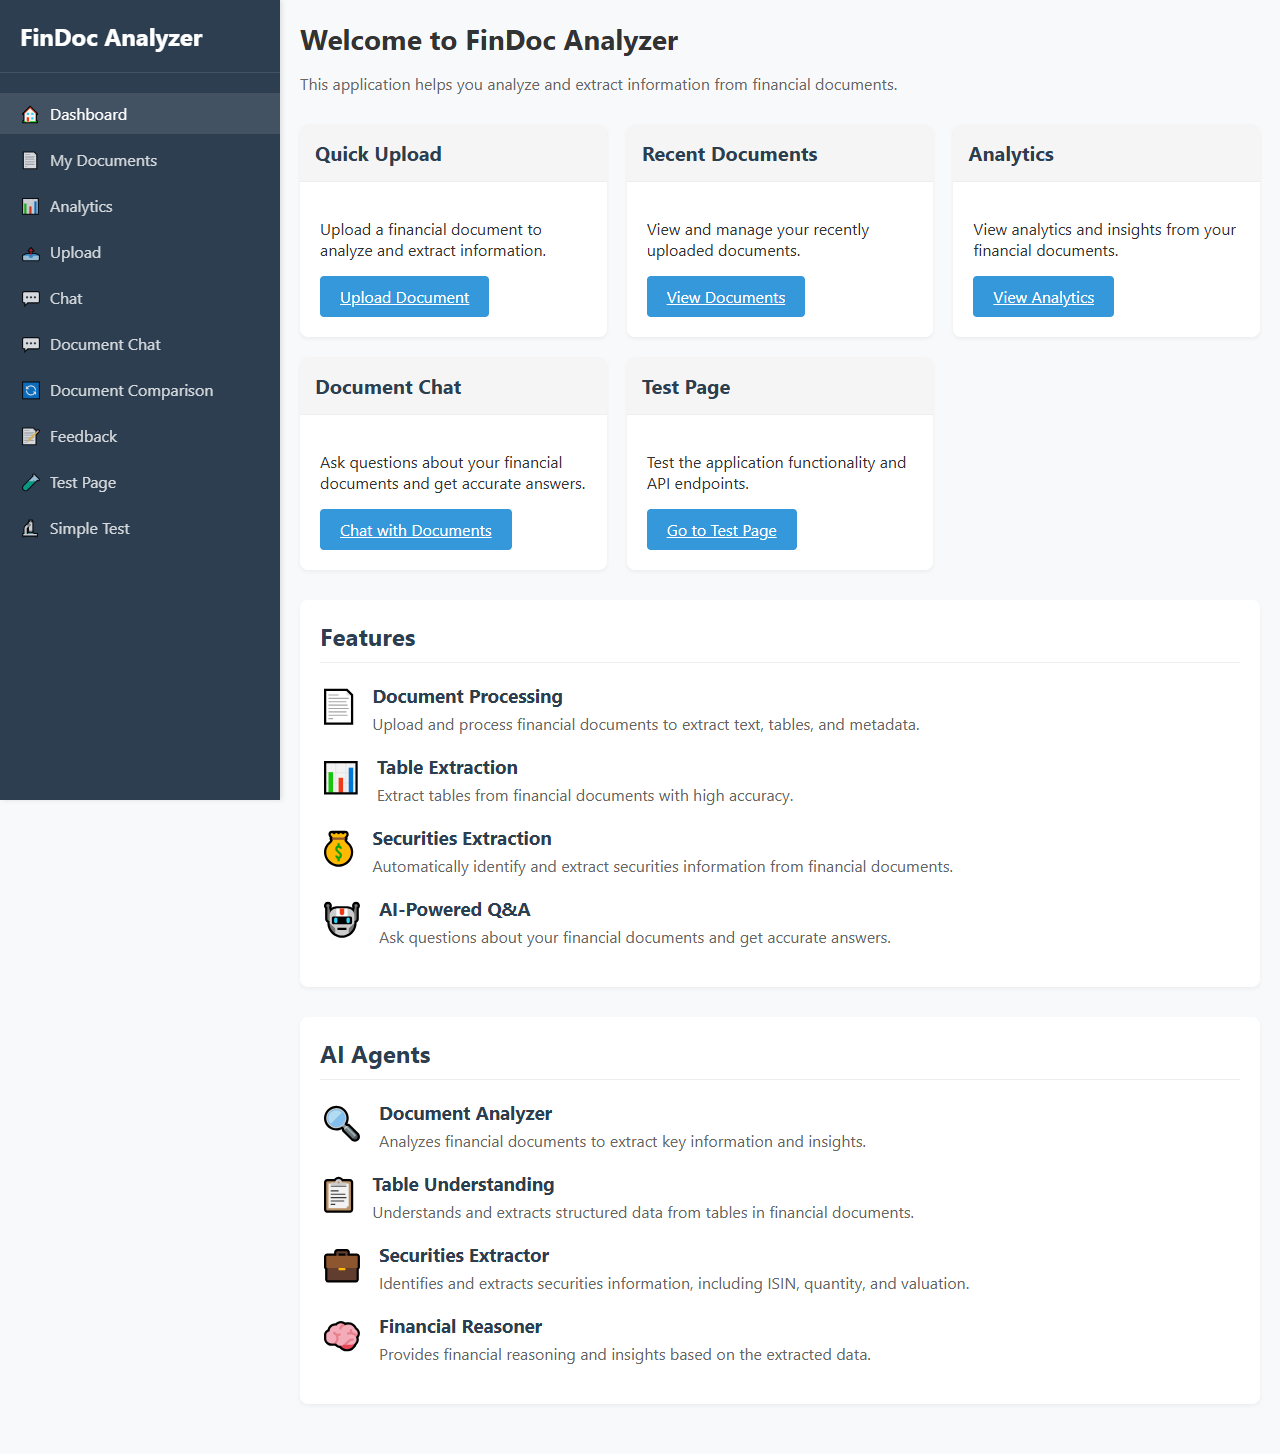 FinDoc Analyzer
Dashboard
My Documents
Analytics
Upload
Chat
Document Chat
Document Comparison
Feedback
Test Page
Simple Test
Welcome to FinDoc Analyzer
This application helps you analyze and extract information from financial documents.
Quick Upload
Upload a financial document to
analyze and extract information.
Upload Document
Recent Documents
View and manage your recently
uploaded documents.
View Documents
Analytics
View analytics and insights from your
financial documents.
View Analytics
Document Chat
Ask questions about your financial
documents and get accurate answers.
Chat with Documents
Test Page
Test the application functionality and
API endpoints.
Go to Test Page
Features
Document Processing
Upload and process financial documents to extract text, tables, and metadata.
Table Extraction
Extract tables from financial documents with high accuracy.
Securities Extraction
Automatically identify and extract securities information from financial documents.
AI-Powered Q&A
Ask questions about your financial documents and get accurate answers.
AI Agents
Document Analyzer
Analyzes financial documents to extract key information and insights.
Table Understanding
Understands and extracts structured data from tables in financial documents.
Securities Extractor
Identifies and extracts securities information, including ISIN, quantity, and valuation.
Financial Reasoner
Provides financial reasoning and insights based on the extracted data.